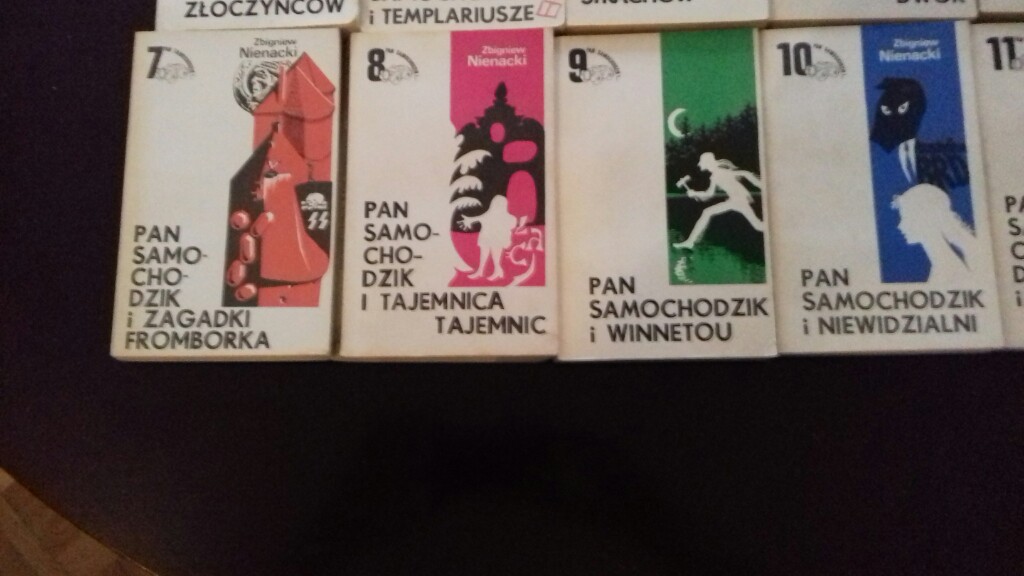 ZŁOCZYŃCÓW
i TEMPLARIUSZE
7
Zbigniew
Nienacki
PAN
SAMO-
CHO-
DZIK
i ZAGADKI
FROMBORKA
8
Zbigniew
Nienacki
PAN
SAMO-
CHO-
DZIK
I TAJEMNICA
TAJEMNIC
9
PAN
SAMOCHODZIK
i WINNETOU
10
Zbigniew
Nienacki
PAN
SAMOCHODZIK
i NIEWIDZIALNI
11